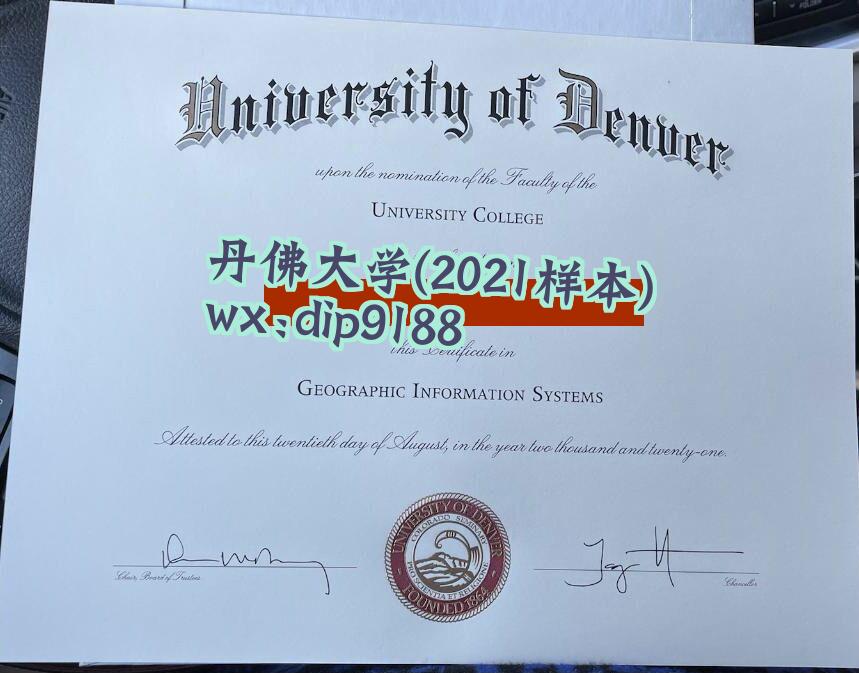 University of Denver
upon the nomination of the Faculty of the
University College
丹佛大学(2021样本)
wx:dip9188
this Certificate in
Geographic Information Systems
Attested to this twentieth day of August, in the year two thousand and twenty-one.
UNIVERSITY OF DENVER
COLORADO SEMINARY
PRO SCIENTIA ET RELIGIONE
FOUNDED 1864
Chair, Board of Trustees
Chancellor